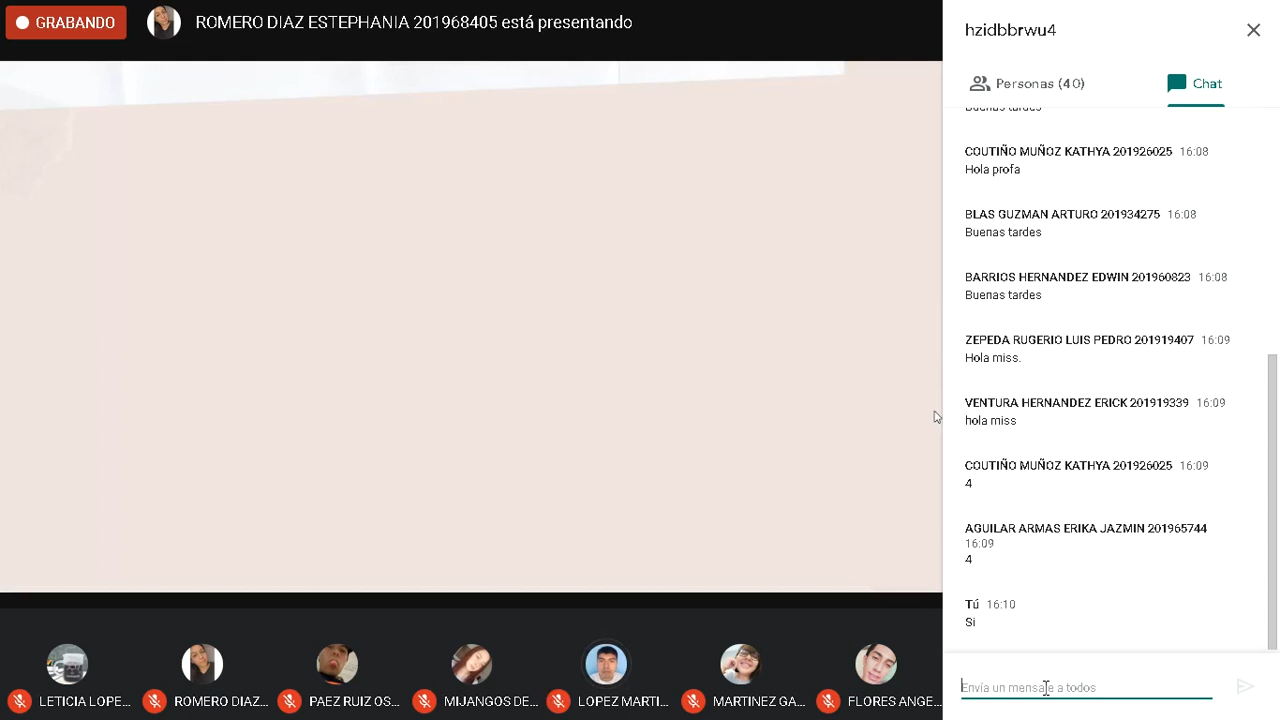 GRABANDO
ROMERO DIAZ ESTEPHANIA 201968405 está presentando
hzidbbrwu4
Personas (40)
Chat
Buenas tardes
COUTIÑO MUÑOZ KATHYA 201926025 16:08
Hola profa
BLAS GUZMAN ARTURO 201934275 16:08
Buenas tardes
BARRIOS HERNANDEZ EDWIN 201960823 16:08
Buenas tardes
ZEPEDA RUGERIO LUIS PEDRO 201919407 16:09
Hola miss.
VENTURA HERNANDEZ ERICK 201919339 16:09
hola miss
COUTIÑO MUÑOZ KATHYA 201926025 16:09
4
AGUILAR ARMAS ERIKA JAZMIN 201965744
16:09
4
Tú 16:10
Si
Envía un mensaje a todos
LETICIA LOPE...
ROMERO DIAZ...
PAEZ RUIZ OS...
MIJANGOS DE...
LOPEZ MARTI...
MARTINEZ GA...
FLORES ANGE...